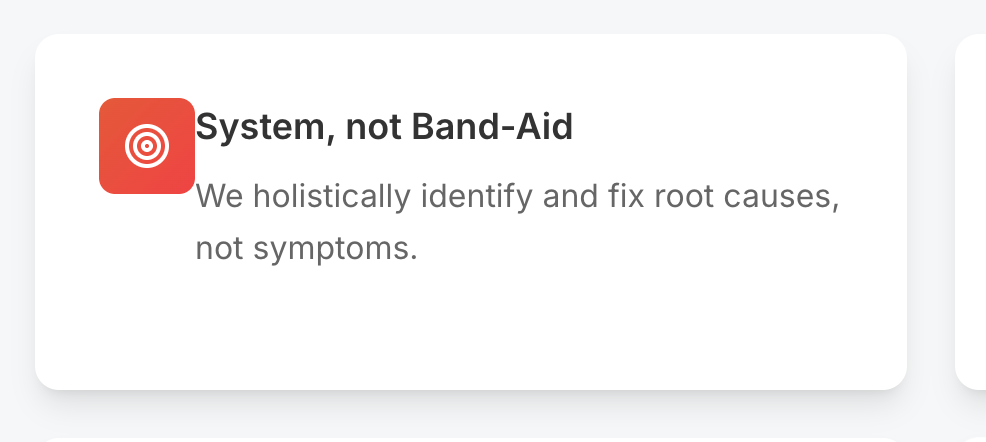 System, not Band-Aid
We holistically identify and fix root causes,
not symptoms.